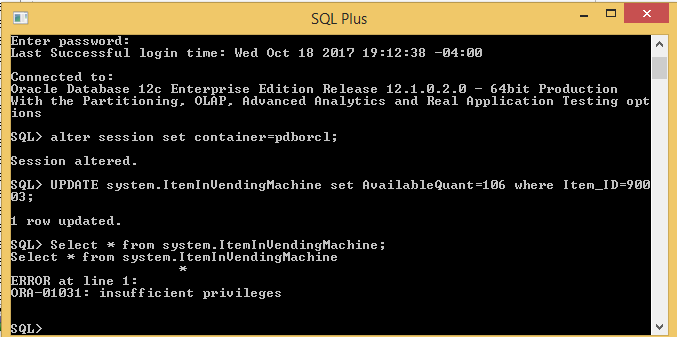 SQL Plus
Enter password:
Last Successful login time: Wed Oct 18 2017 19:12:38 -04:00
Connected to:
Oracle Database 12c Enterprise Edition Release 12.1.0.2.0 - 64bit Production
With the Partitioning, OLAP, Advanced Analytics and Real Application Testing opt
ions
SQL> alter session set container=pdborcl;
Session altered.
SQL> UPDATE system.ItemInVendingMachine set AvailableQuant=106 where Item_ID=900
03;
1 row updated.
SQL> Select * from system.ItemInVendingMachine;
Select * from system.ItemInVendingMachine
*
ERROR at line 1:
ORA-01031: insufficient privileges
SQL>